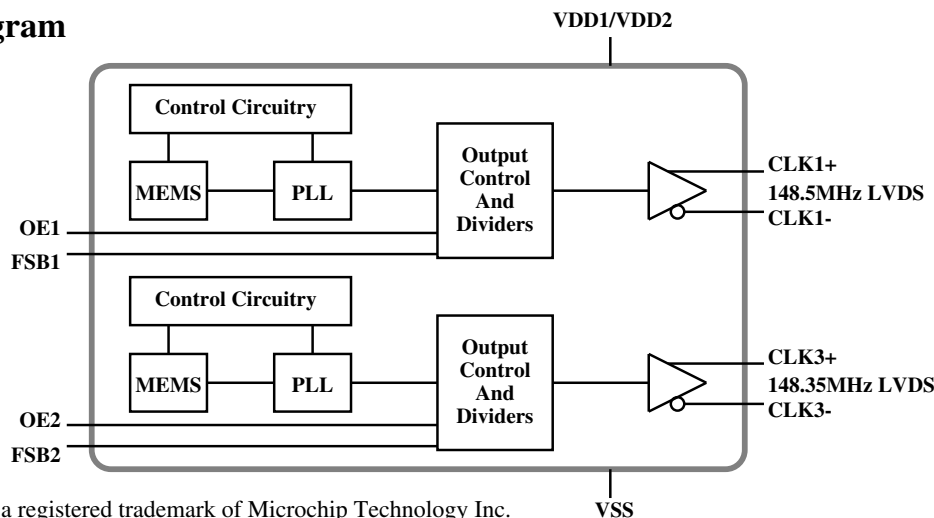 gram
VDD1/VDD2
Control Circuitry
MEMS
PLL
Output
Control
And
Dividers
CLK1+
148.5MHz LVDS
CLK1-
OE1
FSB1
Control Circuitry
MEMS
PLL
Output
Control
And
Dividers
CLK3+
148.35MHz LVDS
CLK3-
OE2
FSB2
a registered trademark of Microchip Technology Inc.
VSS